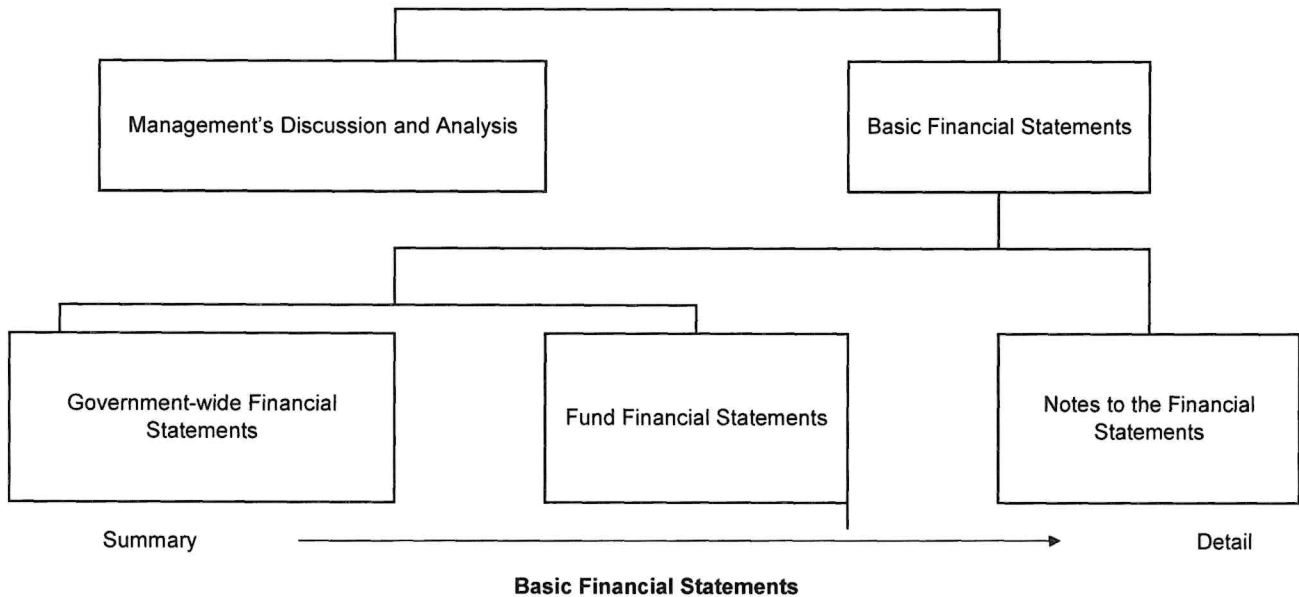 Management's Discussion and Analysis
Basic Financial Statements
Government-wide Financial
Statements
Fund Financial Statements
Notes to the Financial
Statements
Summary
Detail
Basic Financial Statements